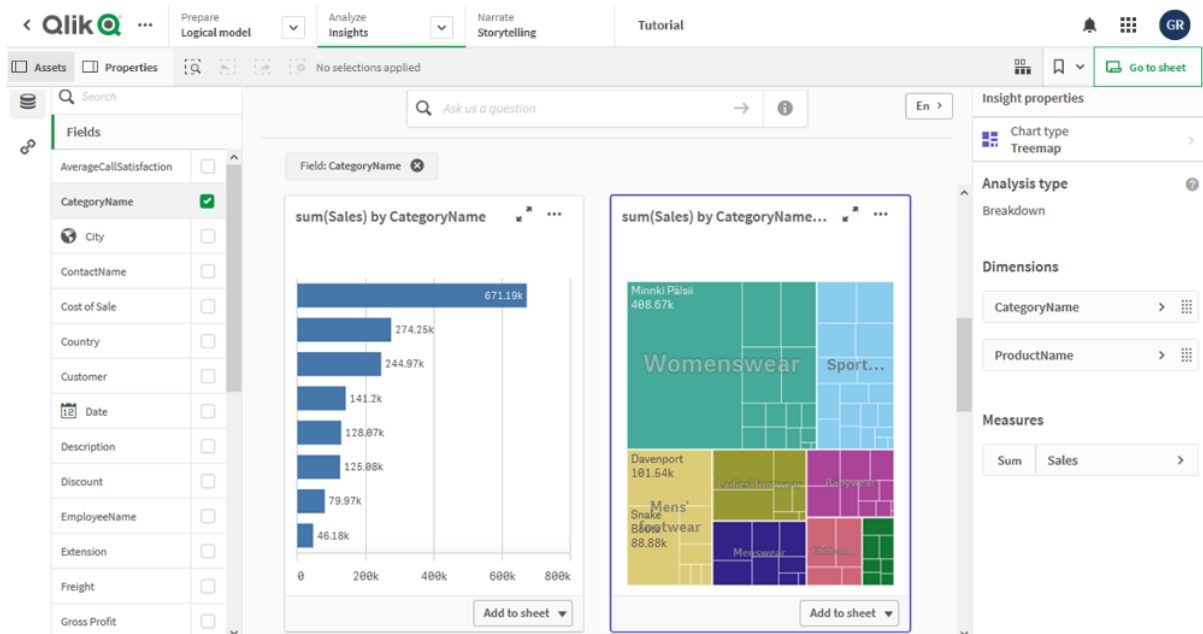 Qlik
Prepare
Logical model
Analyze
Insights
Narrate
Storytelling
Tutorial
GR
Assets
Properties
No selections applied
Go to sheet
Search
Fields
AverageCallSatisfaction
CategoryName
City
ContactName
Cost of Sale
Country
Customer
12 Date
Description
Discount
EmployeeName
Extension
Freight
Gross Profit
Ask us a question
En >
Field: CategoryName
sum(Sales) by CategoryName
671.19k
274.25k
244.97k
141.2k
128.07k
125.08k
79.97k
46.18k
0 200k 400k 600k 800k
Add to sheet
sum(Sales) by CategoryName...
Minnki Pälsii
408.67k
Womenswear
Sport...
Davenport
101.54k
Mens'
footwear
Snake
Boots
88.88k
Ladies' footwear
Babywear
Menswear
Add to sheet
Insight properties
Chart type
Treemap
Analysis type
Breakdown
Dimensions
CategoryName
ProductName
Measures
Sum Sales